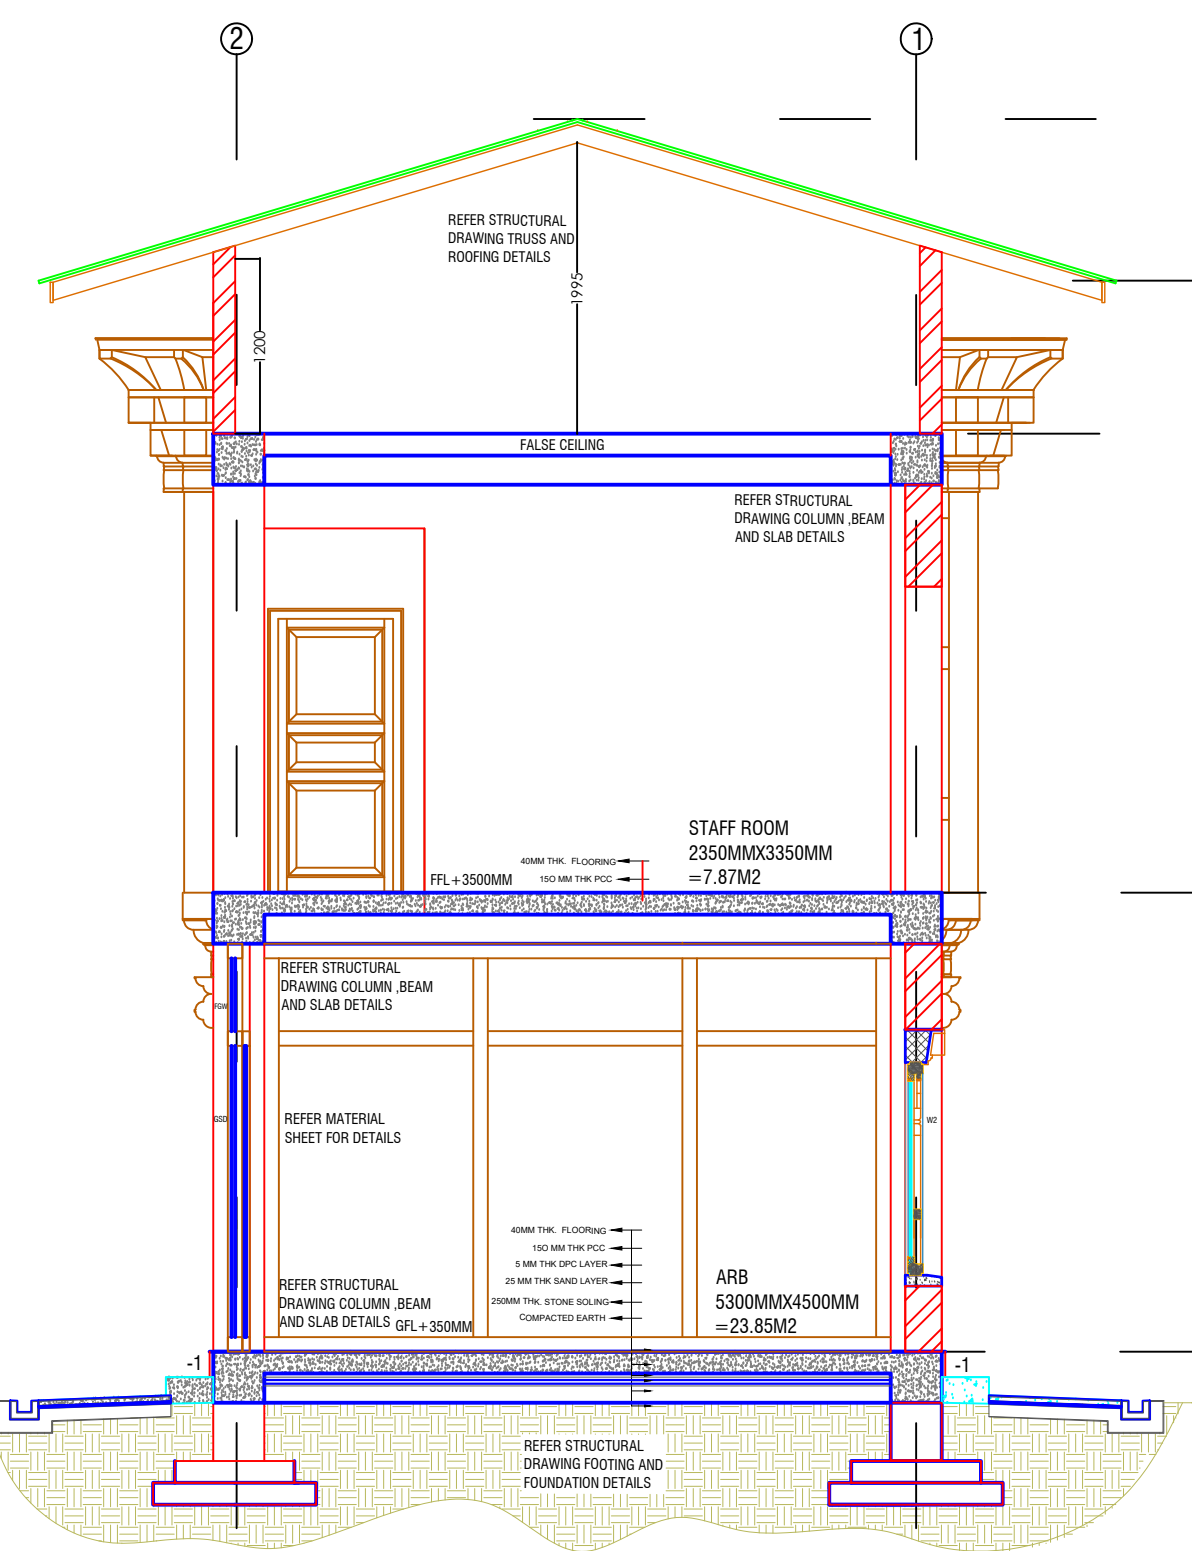 2
1
REFER STRUCTURAL
DRAWING TRUSS AND
ROOFING DETAILS
1995
1200
FALSE CEILING
REFER STRUCTURAL
DRAWING COLUMN ,BEAM
AND SLAB DETAILS
STAFF ROOM
2350MMX3350MM
=7.87M2
40MM THK. FLOORING
150 MM THK PCC
FFL+3500MM
REFER STRUCTURAL
DRAWING COLUMN ,BEAM
AND SLAB DETAILS
FGW
GSD
REFER MATERIAL
SHEET FOR DETAILS
W2
40MM THK. FLOORING
150 MM THK PCC
5 MM THK DPC LAYER
25 MM THK SAND LAYER
250MM THK. STONE SOLING
COMPACTED EARTH
ARB
5300MMX4500MM
=23.85M2
REFER STRUCTURAL
DRAWING COLUMN ,BEAM
AND SLAB DETAILS
GFL+350MM
-1
-1
REFER STRUCTURAL
DRAWING FOOTING AND
FOUNDATION DETAILS